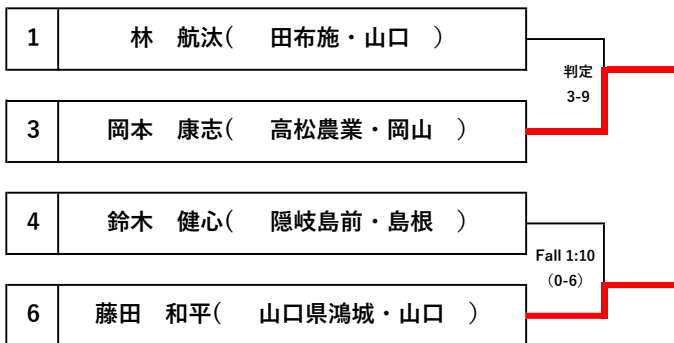 1 林 航汰( 田布施・山口 )
判定
3-9
3 岡本 康志( 高松農業・岡山 )
4 鈴木 健心( 隠岐島前・島根 )
Fall 1:10
（0-6）
6 藤田 和平( 山口県鴻城・山口 )